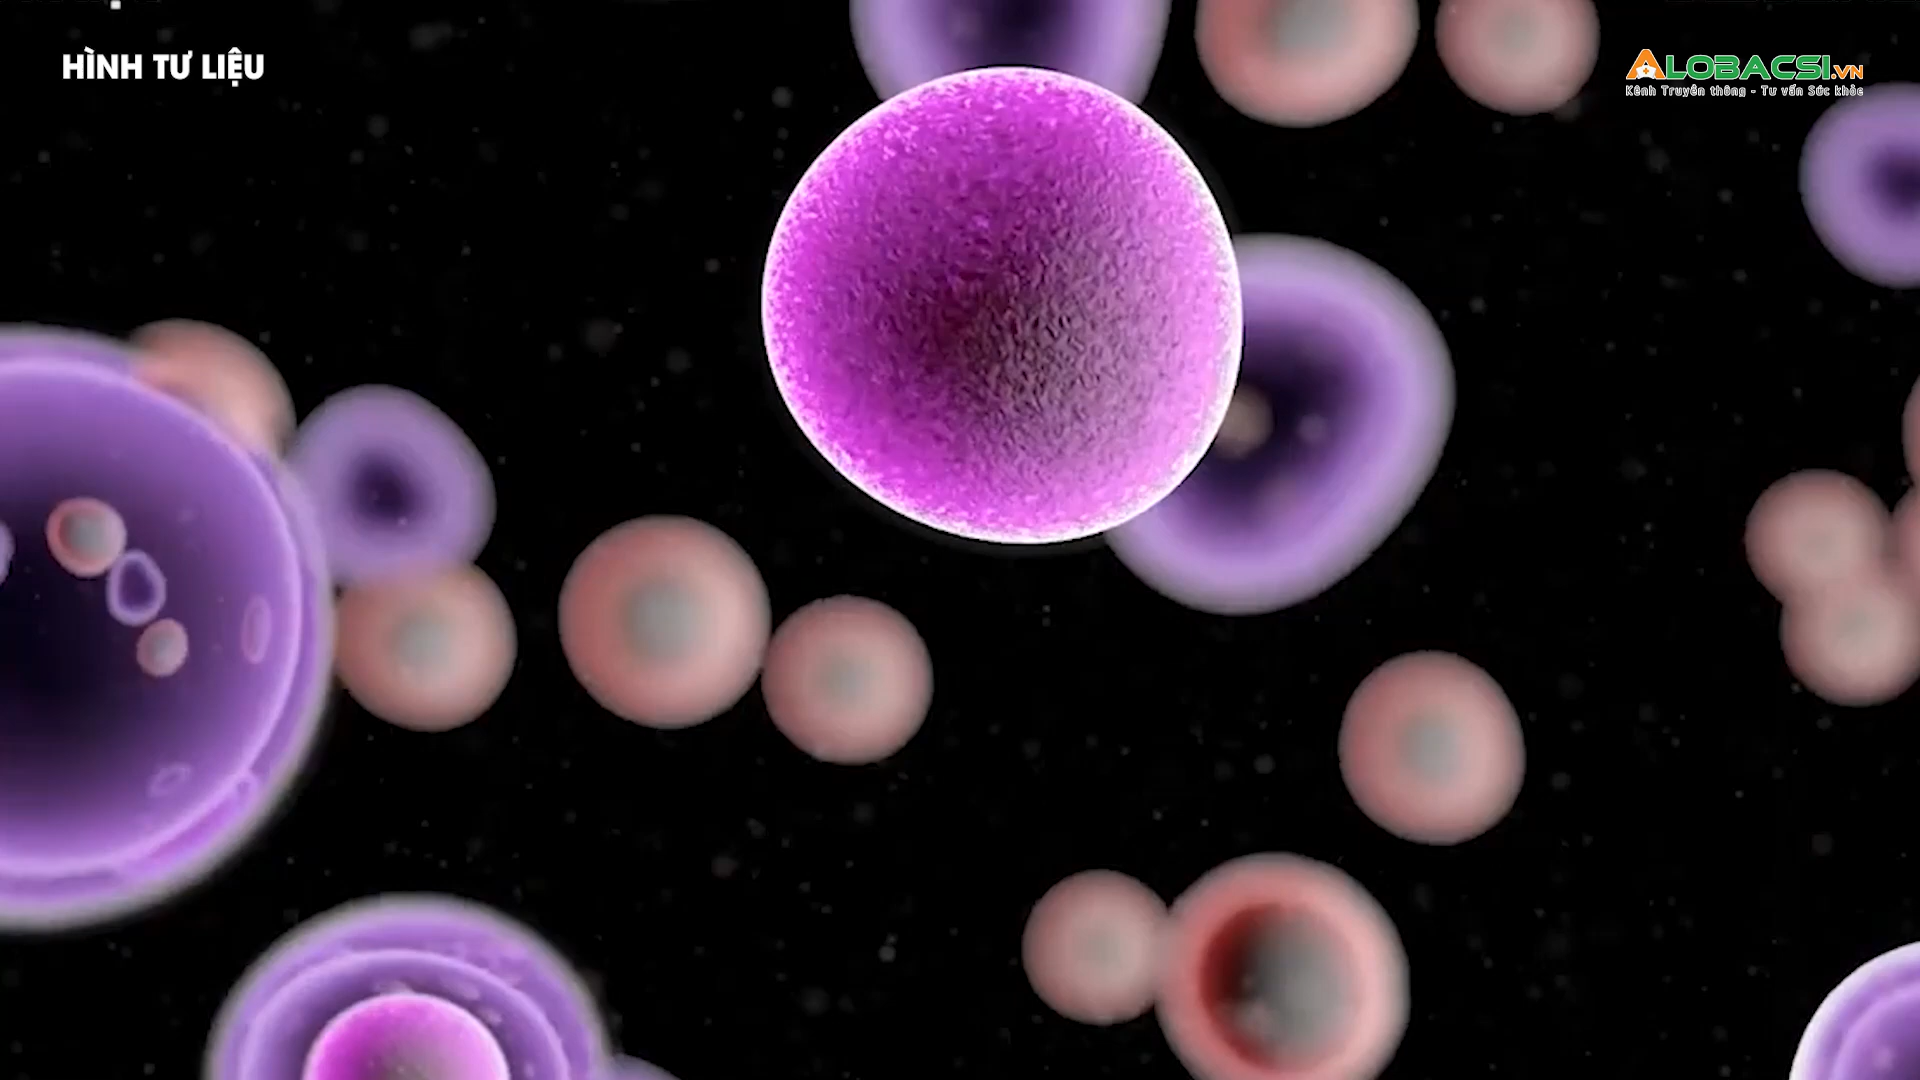 HÌNH TƯ LIỆU
ALOBACSI.VN
Kênh Truyền thông - Tư vấn Sức khỏe